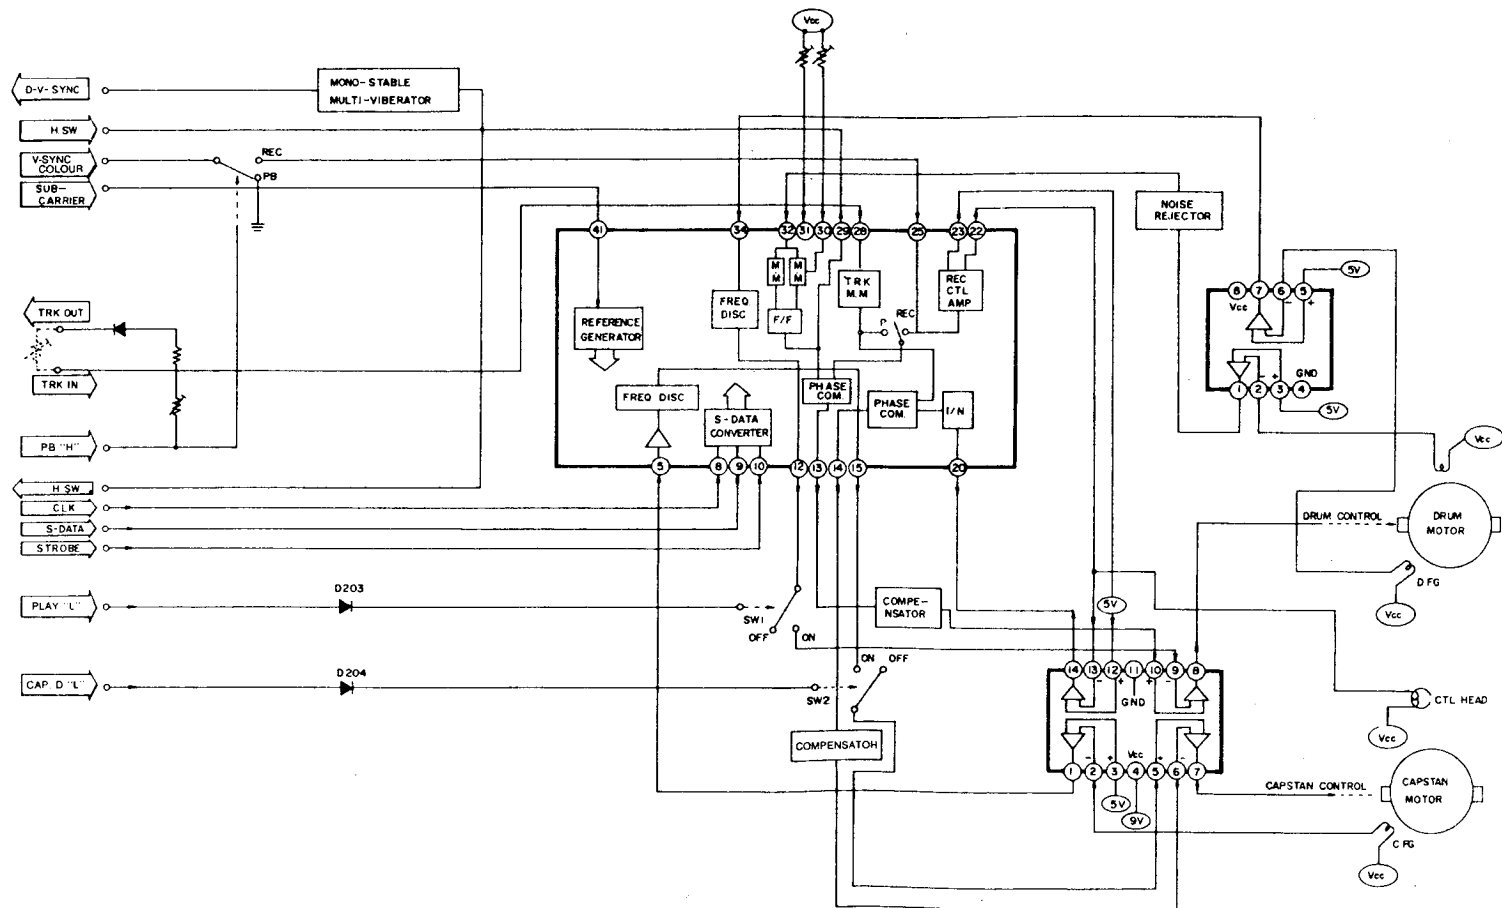 Vcc
D-V-SYNC
MONO-STABLE
MULTI-VIBERATOR
H.SW
V-SYNC
COLOUR
REC
PB
SUB-
CARRIER
NOISE
REJECTOR
41
34
32
31
30
29
28
25
23
22
M
M
M
M
TRK
M.M
REC
CTL
AMP
FREQ
DISC
F/F
P
REC
REFERENCE
GENERATOR
5V
8
7
6
5
Vcc
-
+
-
+
GND
1
2
3
4
5V
TRK OUT
TRK IN
PHASE
COM.
FREQ DISC
PHASE
COM.
I/N
S-DATA
CONVERTER
PB "H"
5
8
9
10
12
13
14
15
20
Vcc
H.SW
CLK
S-DATA
STROBE
DRUM CONTROL
DRUM
MOTOR
D FG
Vcc
PLAY "L"
D203
SW1
OFF
ON
COMPE-
NSATOR
5V
CAP. D "L"
D204
SW2
ON
OFF
14
13
12
11
10
9
8
-
+
GND
+
-
CTL HEAD
Vcc
COMPENSATOH
-
+
Vcc
+
-
1
2
3
4
5
6
7
5V
9V
CAPSTAN CONTROL
CAPSTAN
MOTOR
C FG
Vcc